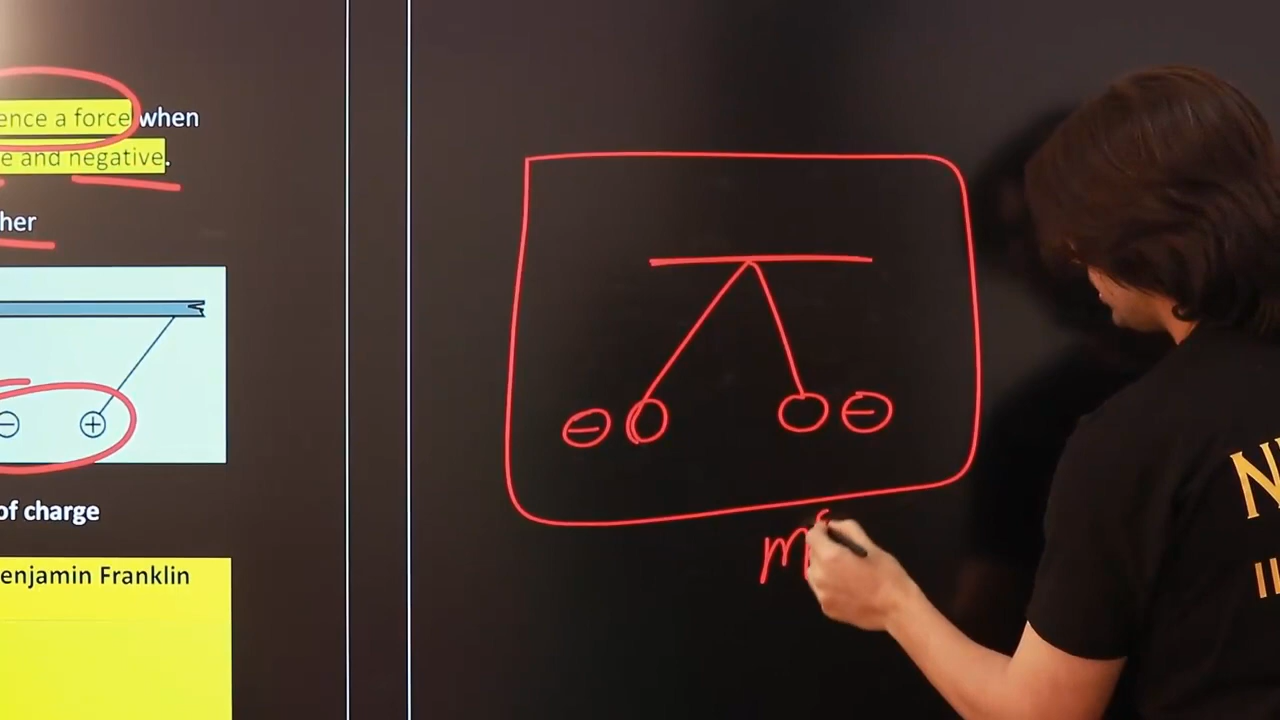 ence a force when
e and negative.
her
− +
of charge
enjamin Franklin
− −
m
N